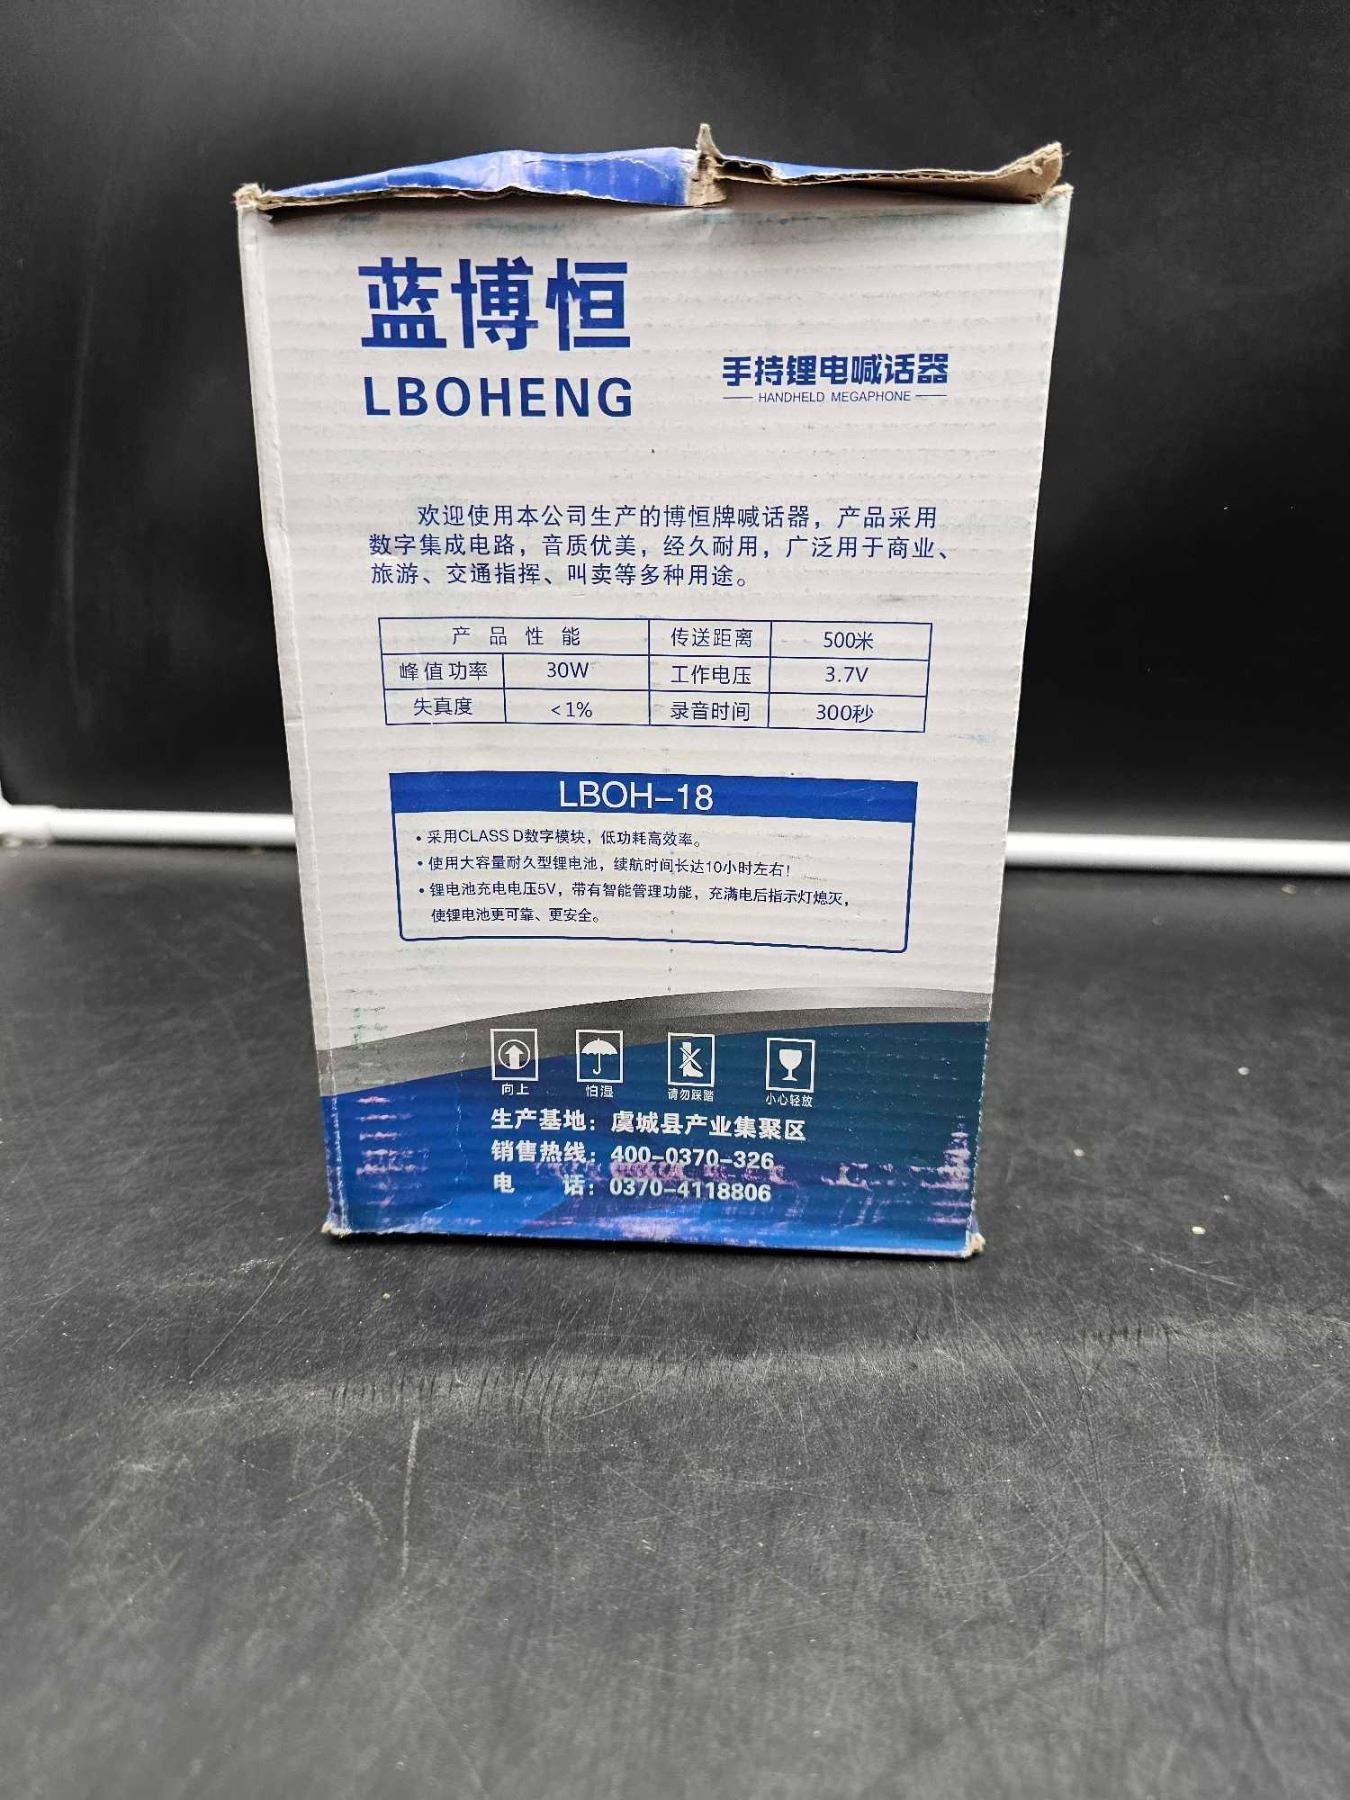 蓝博恒
LBOHENG
手持锂电喊话器
HANDHELD MEGAPHONE
欢迎使用本公司生产的博恒牌喊话器，产品采用
数字集成电路，音质优美，经久耐用，广泛用于商业、
旅游、交通指挥、叫卖等多种用途。
产品性能 传送距离 500米
峰值功率 30W 工作电压 3.7V
失真度 <1% 录音时间 300秒
LBOH-18
• 采用CLASS D数字模块，低功耗高效率。
• 使用大容量耐久型锂电池，续航时间长达10小时左右！
• 锂电池充电电压5V，带有智能管理功能，充满电后指示灯熄灭，
使锂电池更可靠、更安全。
向上 怕湿 请勿踩踏 小心轻放
生产基地：虞城县产业集聚区
销售热线：400-0370-326
电 话：0370-4118806